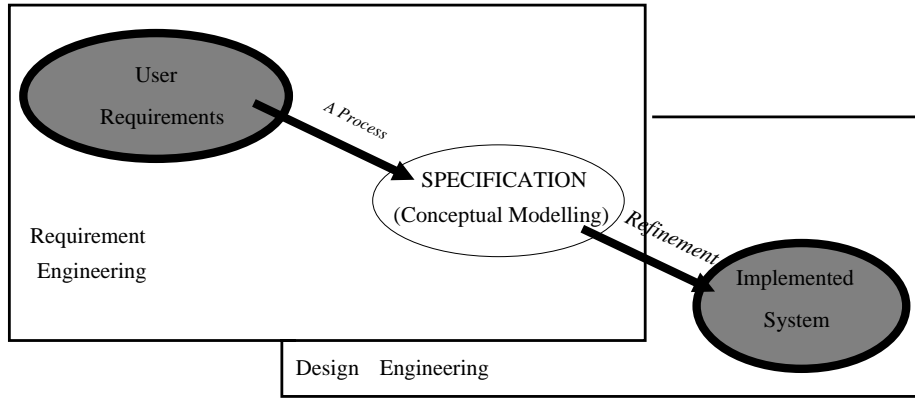 User
Requirements
A Process
SPECIFICATION
(Conceptual Modelling)
Requirement
Engineering
Refinement
Implemented
System
Design Engineering